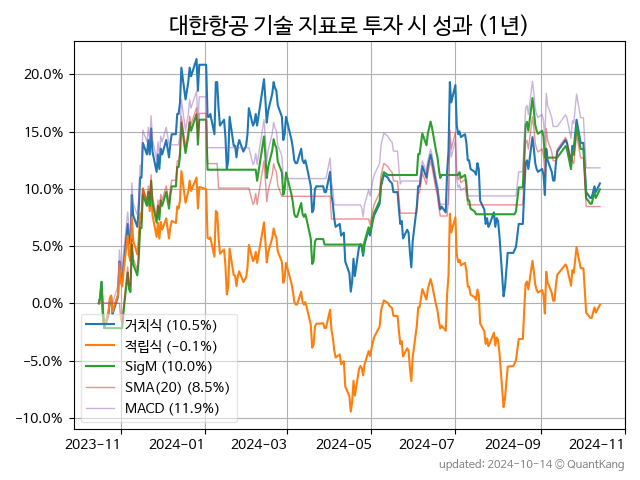 대한항공 기술 지표로 투자 시 성과 (1년)
20.0%
15.0%
10.0%
5.0%
0.0%
−5.0%
−10.0%
거치식 (10.5%)
적립식 (−0.1%)
SigM (10.0%)
SMA(20) (8.5%)
MACD (11.9%)
2023-11
2024-01
2024-03
2024-05
2024-07
2024-09
2024-11
updated: 2024-10-14 © QuantKang